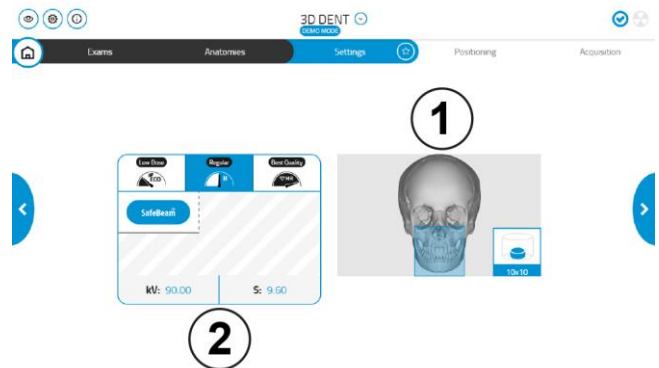 3D DENT
DEMO MODE
Exams
Anatomies
Settings
Positioning
Acquisition
1
Low Dose
Regular
Best Quality
ECO
SafeBeam
10x10
kV: 90.00
S: 9.60
2